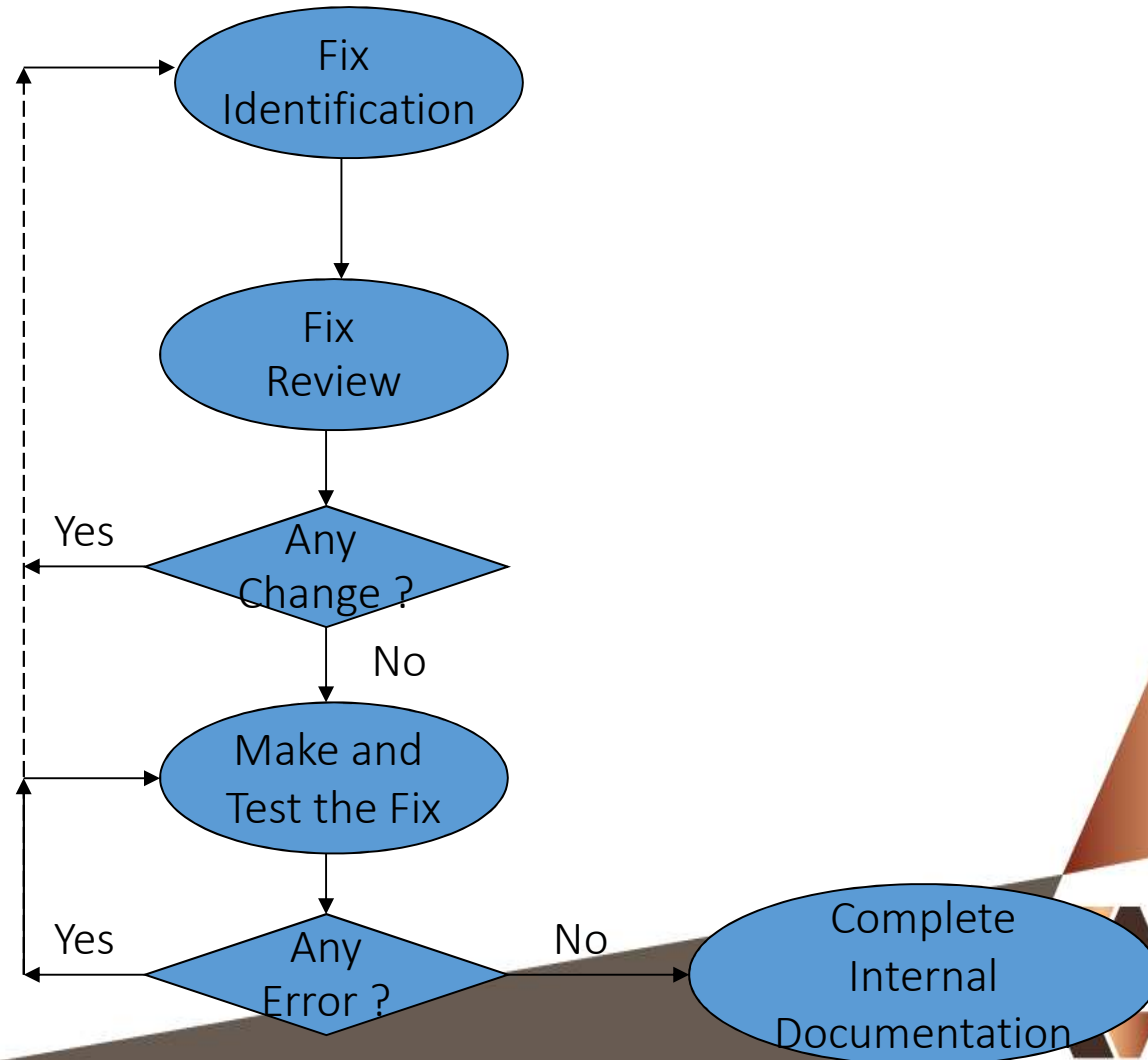 Fix
Identification
Fix
Review
Yes
Any
Change ?
No
Make and
Test the Fix
Yes
Any
Error ?
No
Complete
Internal
Documentation